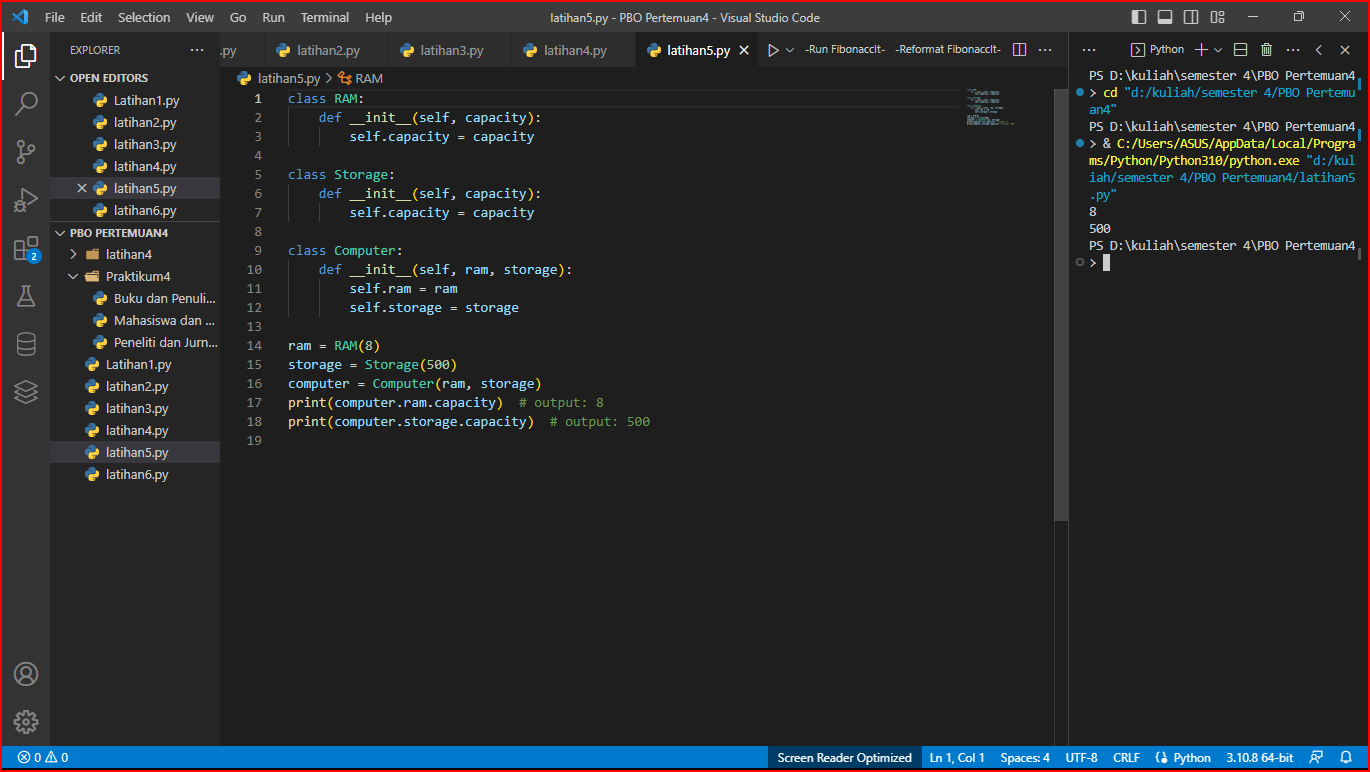 File Edit Selection View Go Run Terminal Help
latihan5.py - PBO Pertemuan4 - Visual Studio Code
EXPLORER
OPEN EDITORS
Latihan1.py
latihan2.py
latihan3.py
latihan4.py
latihan5.py
latihan6.py
PBO PERTEMUAN4
latihan4
Praktikum4
Buku dan Penuli...
Mahasiswa dan ...
Peneliti dan Jurn...
Latihan1.py
latihan2.py
latihan3.py
latihan4.py
latihan5.py
latihan6.py
2
.py latihan2.py latihan3.py latihan4.py latihan5.py -Run FibonaccIt- -Reformat FibonaccIt-
latihan5.py > RAM
1 class RAM:
2 def __init__(self, capacity):
3 self.capacity = capacity
4
5 class Storage:
6 def __init__(self, capacity):
7 self.capacity = capacity
8
9 class Computer:
10 def __init__(self, ram, storage):
11 self.ram = ram
12 self.storage = storage
13
14 ram = RAM(8)
15 storage = Storage(500)
16 computer = Computer(ram, storage)
17 print(computer.ram.capacity) # output: 8
18 print(computer.storage.capacity) # output: 500
19
Python
PS D:\kuliah\semester 4\PBO Pertemuan4
> cd "d:/kuliah/semester 4/PBO Pertemu
an4"
PS D:\kuliah\semester 4\PBO Pertemuan4
> & C:/Users/ASUS/AppData/Local/Progra
ms/Python/Python310/python.exe "d:/kul
iah/semester 4/PBO Pertemuan4/latihan5
.py"
8
500
PS D:\kuliah\semester 4\PBO Pertemuan4
>
0 0 Screen Reader Optimized Ln 1, Col 1 Spaces: 4 UTF-8 CRLF Python 3.10.8 64-bit